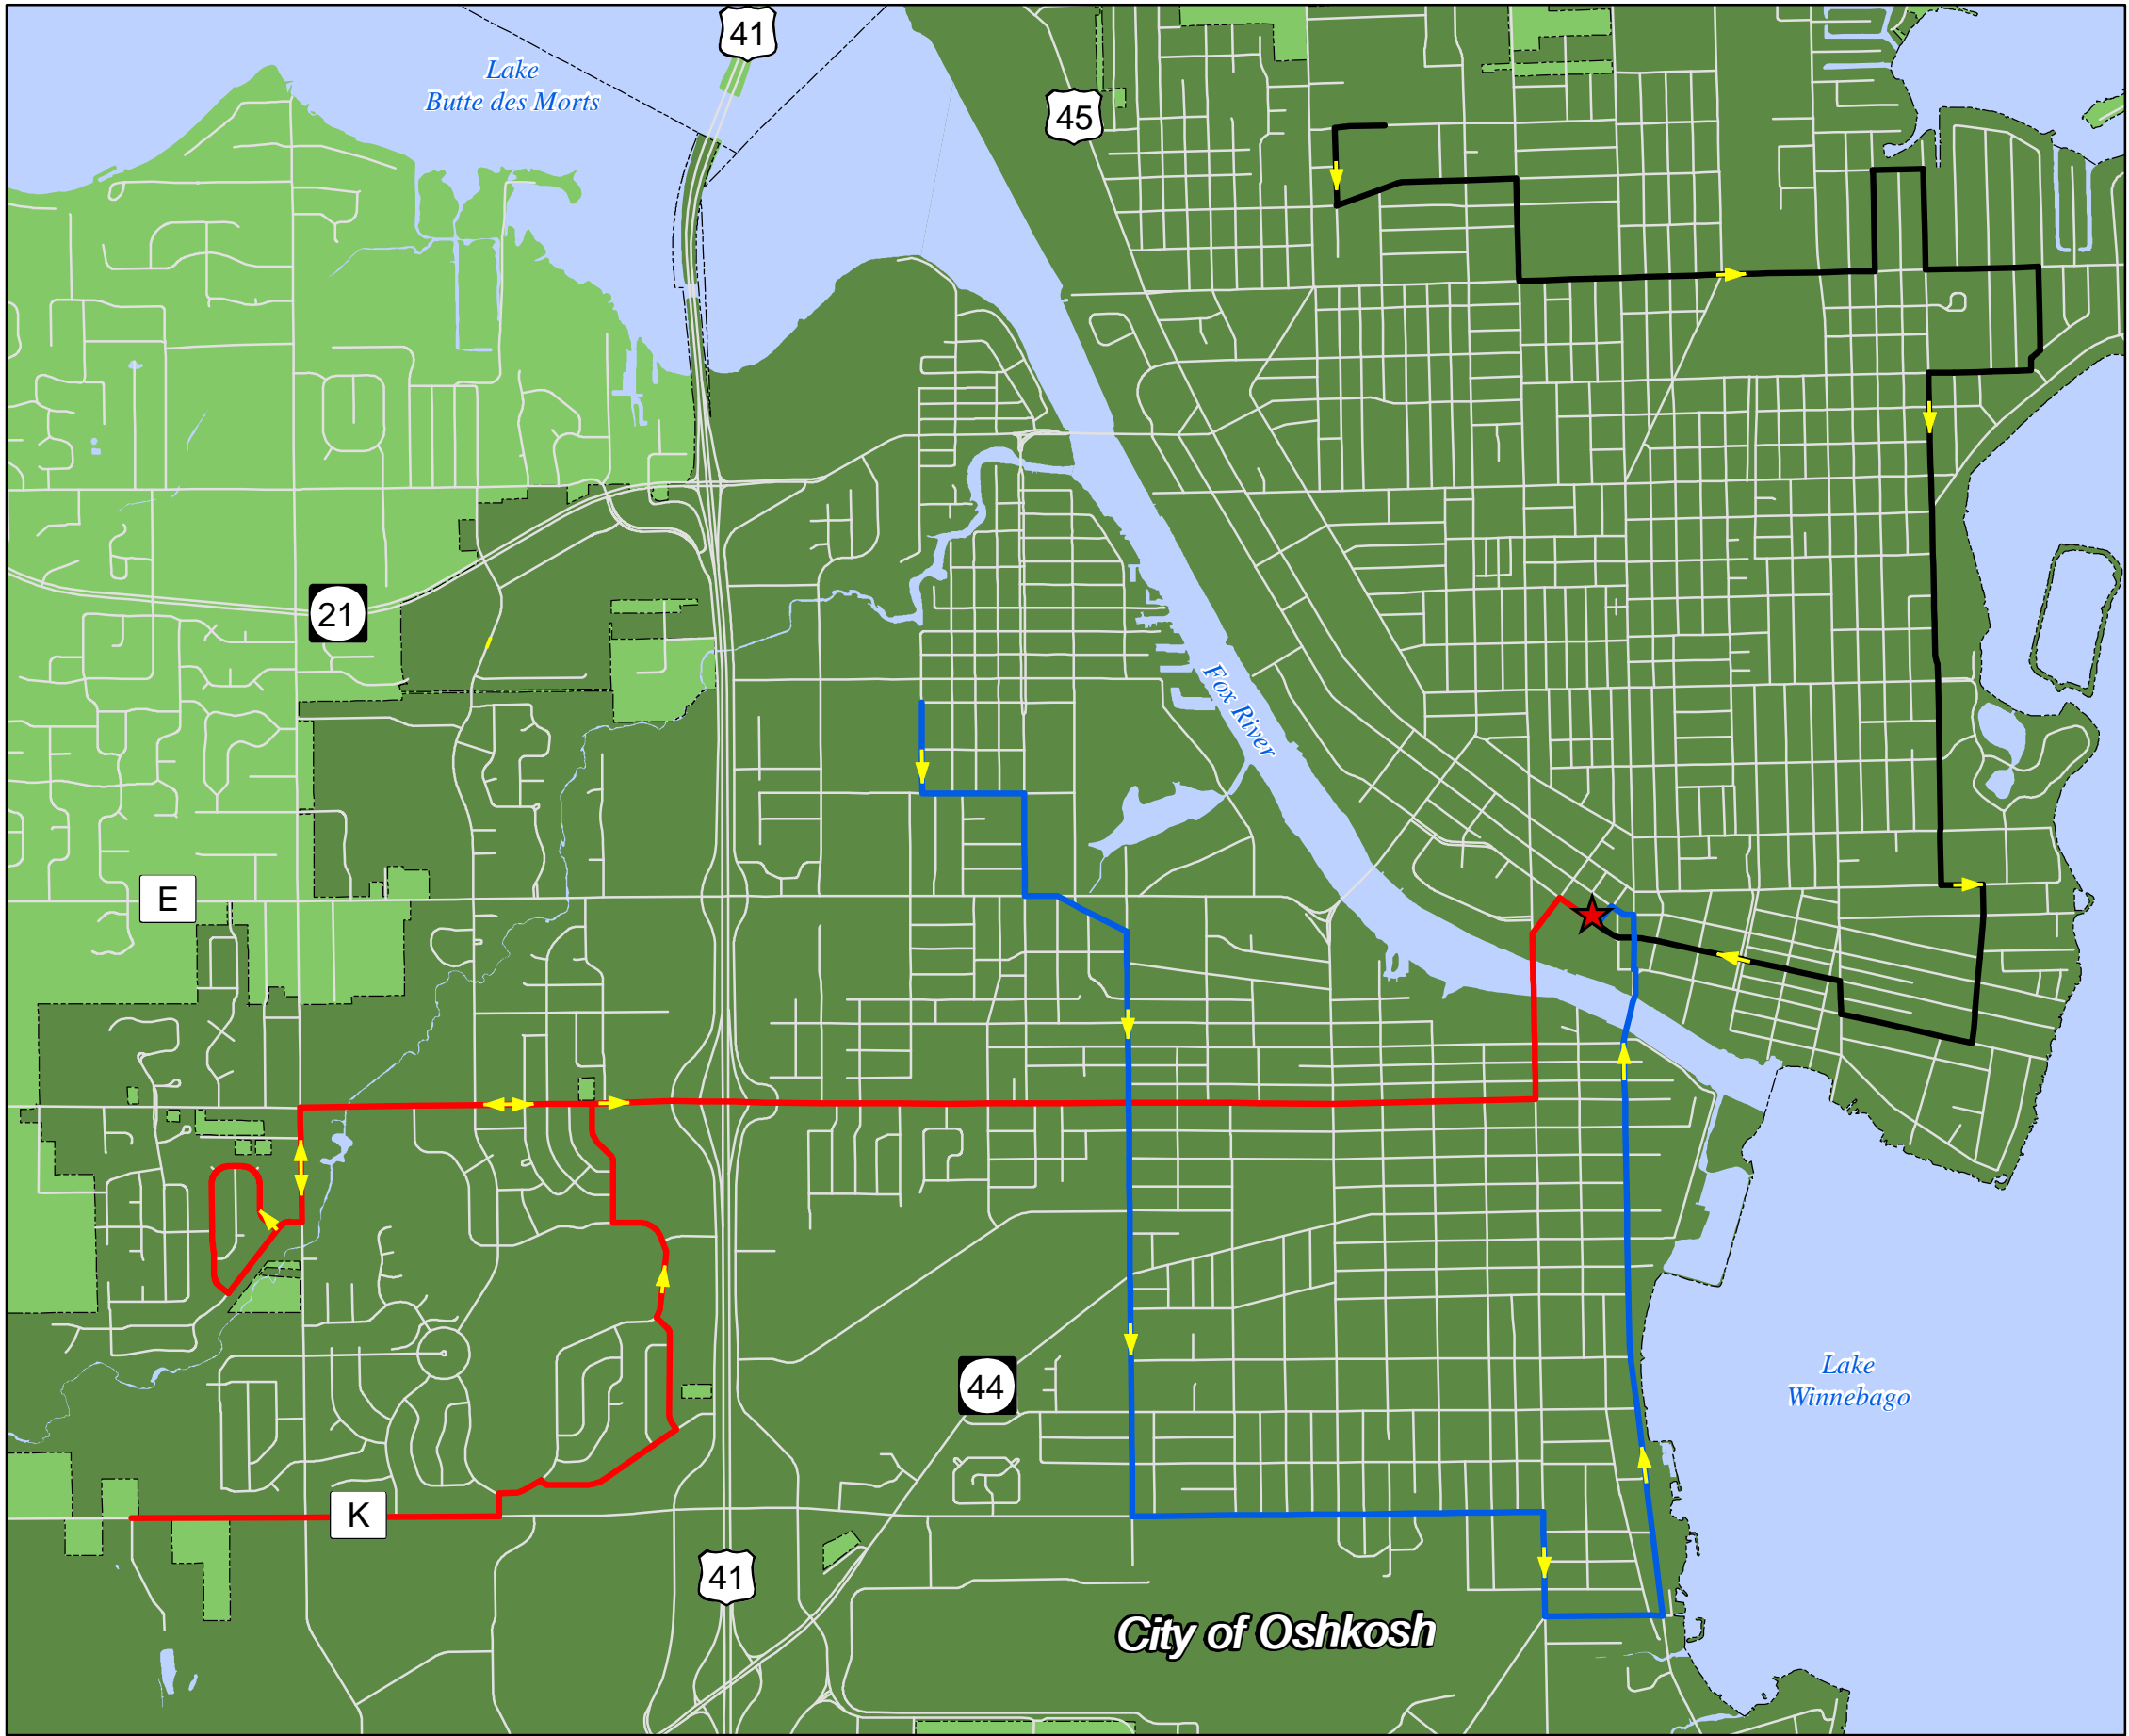 41
Lake
Butte des Morts
45
21
Fox River
E
44
Lake
Winnebago
K
41
City of Oshkosh